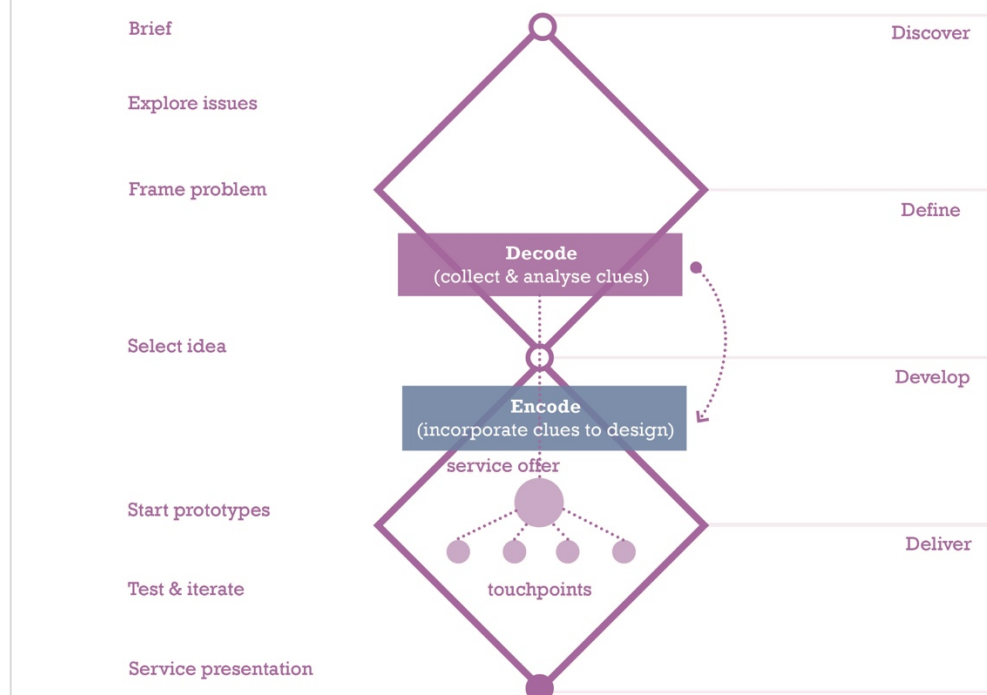 Brief
Discover
Explore issues
Frame problem
Define
Decode
(collect & analyse clues)
Select idea
Develop
Encode
(incorporate clues to design)
service offer
Start prototypes
Deliver
Test & iterate
touchpoints
Service presentation